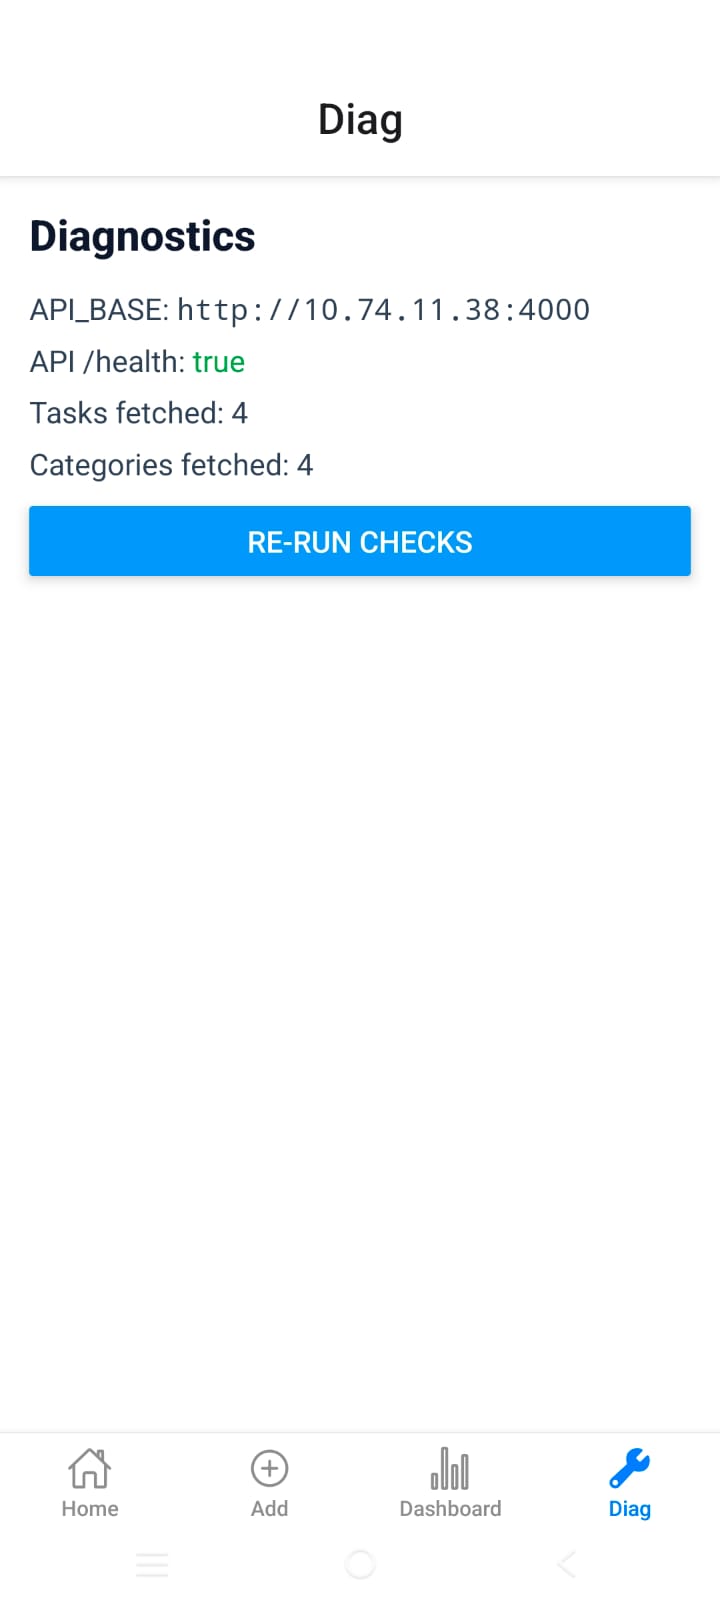 Diag
Diagnostics
API_BASE: http://10.74.11.38:4000
API /health: true
Tasks fetched: 4
Categories fetched: 4
RE-RUN CHECKS
Home
Add
Dashboard
Diag